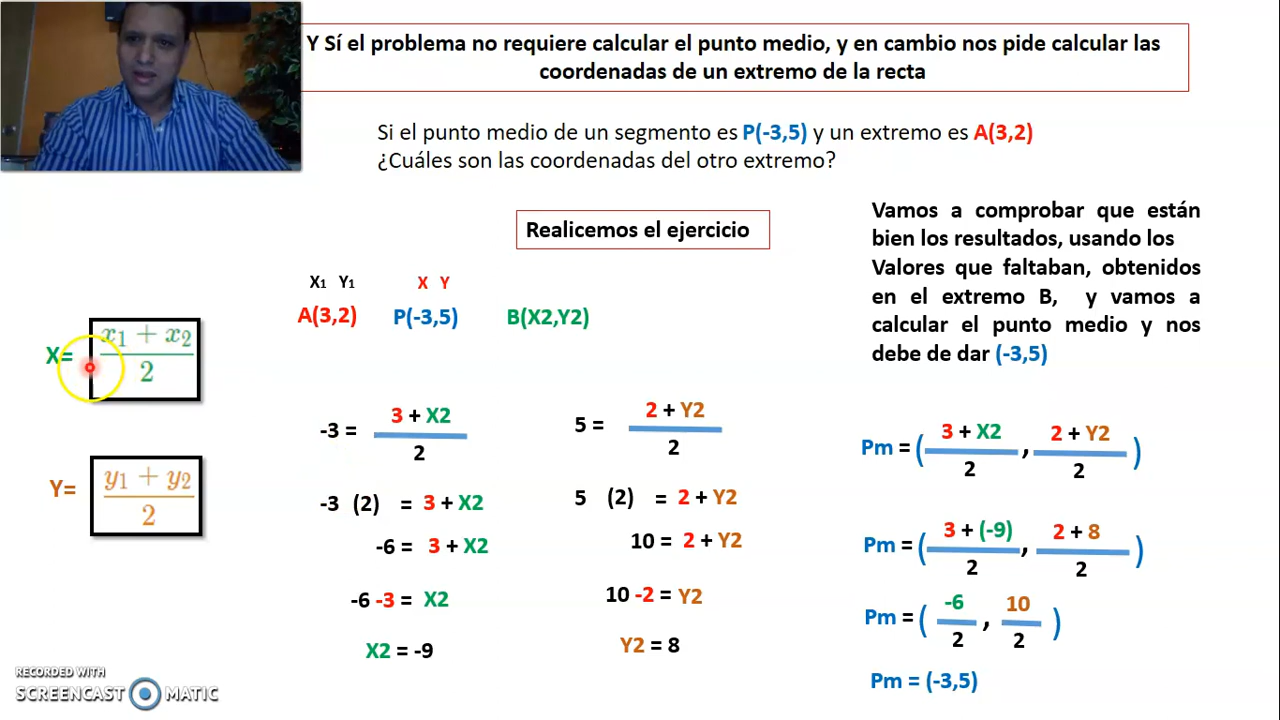 Y Sí el problema no requiere calcular el punto medio, y en cambio nos pide calcular las
coordenadas de un extremo de la recta
Si el punto medio de un segmento es P(-3,5) y un extremo es A(3,2)
¿Cuáles son las coordenadas del otro extremo?
Realicemos el ejercicio
X1 Y1 X Y
A(3,2) P(-3,5) B(X2,Y2)
X= x1 + x2
2
Y= y1 + y2
2
-3 = 3 + X2
2
-3 (2) = 3 + X2
-6 = 3 + X2
-6 -3 = X2
X2 = -9
5 = 2 + Y2
2
5 (2) = 2 + Y2
10 = 2 + Y2
10 -2 = Y2
Y2 = 8
Vamos a comprobar que están
bien los resultados, usando los
Valores que faltaban, obtenidos
en el extremo B, y vamos a
calcular el punto medio y nos
debe de dar (-3,5)
Pm = ( 3 + X2 , 2 + Y2 )
2 2
Pm = ( 3 + (-9) , 2 + 8 )
2 2
Pm = ( -6 , 10 )
2 2
Pm = (-3,5)
RECORDED WITH
SCREENCAST MATIC